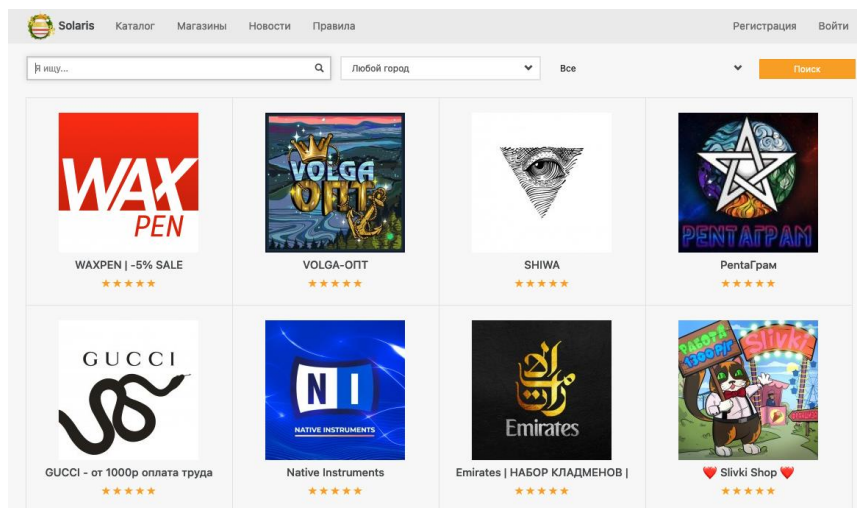 Solaris Каталог Магазины Новости Правила Регистрация Войти
Я ищу... Любой город Все Поиск
WAX
PEN
VOLGA
ОПТ
PENTAГРАМ
WAXPEN | -5% SALE
VOLGA-ОПТ
SHIWA
PentaГрам
GUCCI
NI
NATIVE INSTRUMENTS
Emirates
РАБОТА
1300 Р/Г
Slivki
GUCCI - от 1000р оплата труда
Native Instruments
Emirates | НАБОР КЛАДМЕНОВ |
Slivki Shop